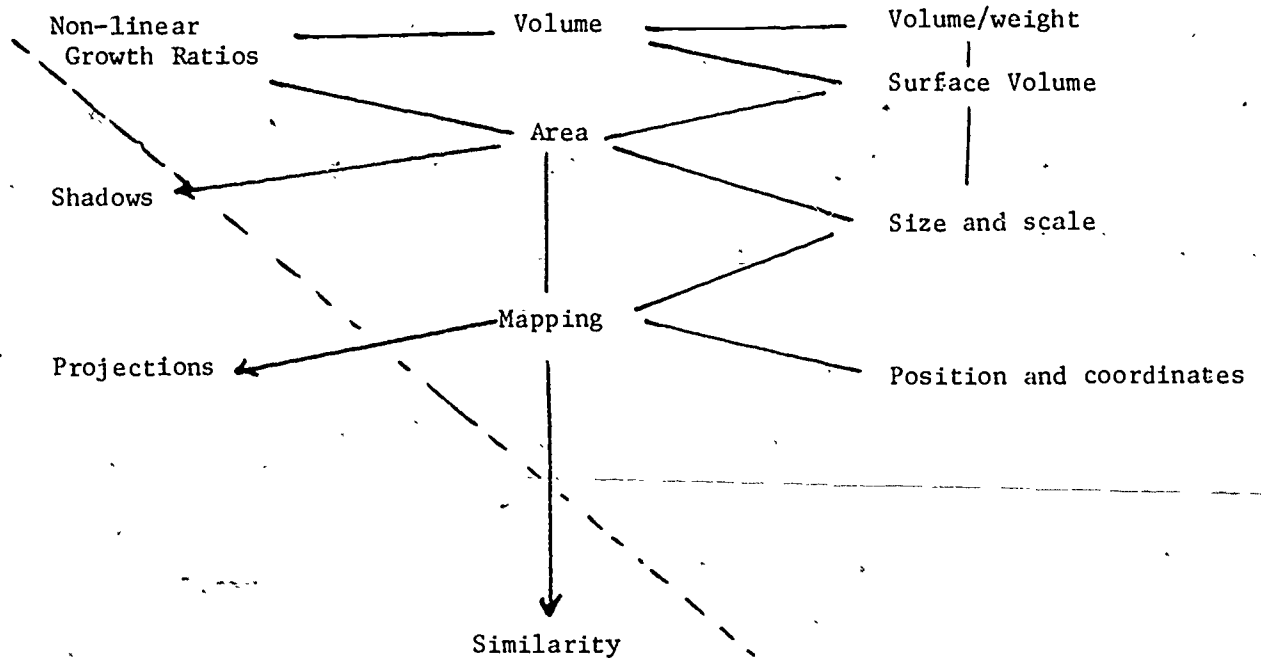 Non-linear
Growth Ratios
Volume
Volume/weight
Surface Volume
Area
Shadows
Size and scale
Mapping
Projections
Position and coordinates
Similarity